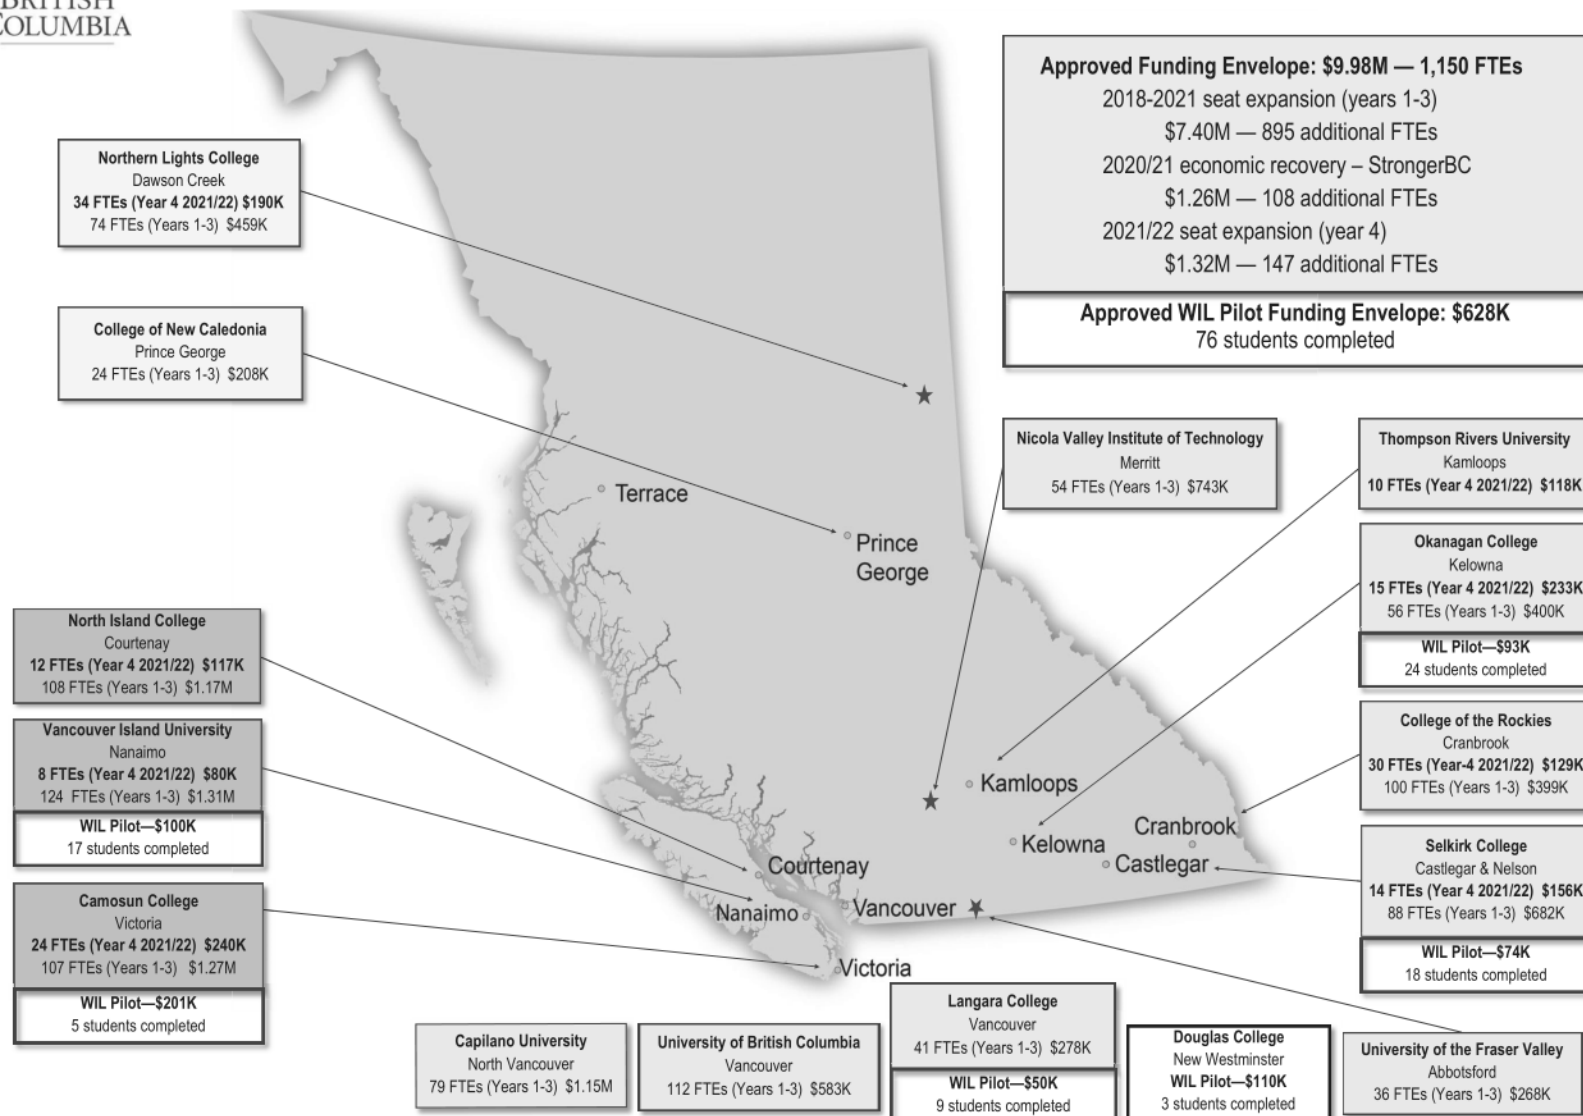 BRITISH
COLUMBIA
Approved Funding Envelope: $9.98M — 1,150 FTEs
2018-2021 seat expansion (years 1-3)
$7.40M — 895 additional FTEs
2020/21 economic recovery – StrongerBC
$1.26M — 108 additional FTEs
2021/22 seat expansion (year 4)
$1.32M — 147 additional FTEs
Approved WIL Pilot Funding Envelope: $628K
76 students completed
Northern Lights College
Dawson Creek
34 FTEs (Year 4 2021/22) $190K
74 FTEs (Years 1-3) $459K
College of New Caledonia
Prince George
24 FTEs (Years 1-3) $208K
Nicola Valley Institute of Technology
Merritt
54 FTEs (Years 1-3) $743K
Thompson Rivers University
Kamloops
10 FTEs (Year 4 2021/22) $118K
Okanagan College
Kelowna
15 FTEs (Year 4 2021/22) $233K
56 FTEs (Years 1-3) $400K
WIL Pilot—$93K
24 students completed
College of the Rockies
Cranbrook
30 FTEs (Year-4 2021/22) $129K
100 FTEs (Years 1-3) $399K
Selkirk College
Castlegar & Nelson
14 FTEs (Year 4 2021/22) $156K
88 FTEs (Years 1-3) $682K
WIL Pilot—$74K
18 students completed
North Island College
Courtenay
12 FTEs (Year 4 2021/22) $117K
108 FTEs (Years 1-3) $1.17M
Vancouver Island University
Nanaimo
8 FTEs (Year 4 2021/22) $80K
124 FTEs (Years 1-3) $1.31M
WIL Pilot—$100K
17 students completed
Camosun College
Victoria
24 FTEs (Year 4 2021/22) $240K
107 FTEs (Years 1-3) $1.27M
WIL Pilot—$201K
5 students completed
Terrace
Prince
George
Kamloops
Kelowna
Cranbrook
Castlegar
Courtenay
Nanaimo
Vancouver
Victoria
Capilano University
North Vancouver
79 FTEs (Years 1-3) $1.15M
University of British Columbia
Vancouver
112 FTEs (Years 1-3) $583K
Langara College
Vancouver
41 FTEs (Years 1-3) $278K
WIL Pilot—$50K
9 students completed
Douglas College
New Westminster
WIL Pilot—$110K
3 students completed
University of the Fraser Valley
Abbotsford
36 FTEs (Years 1-3) $268K